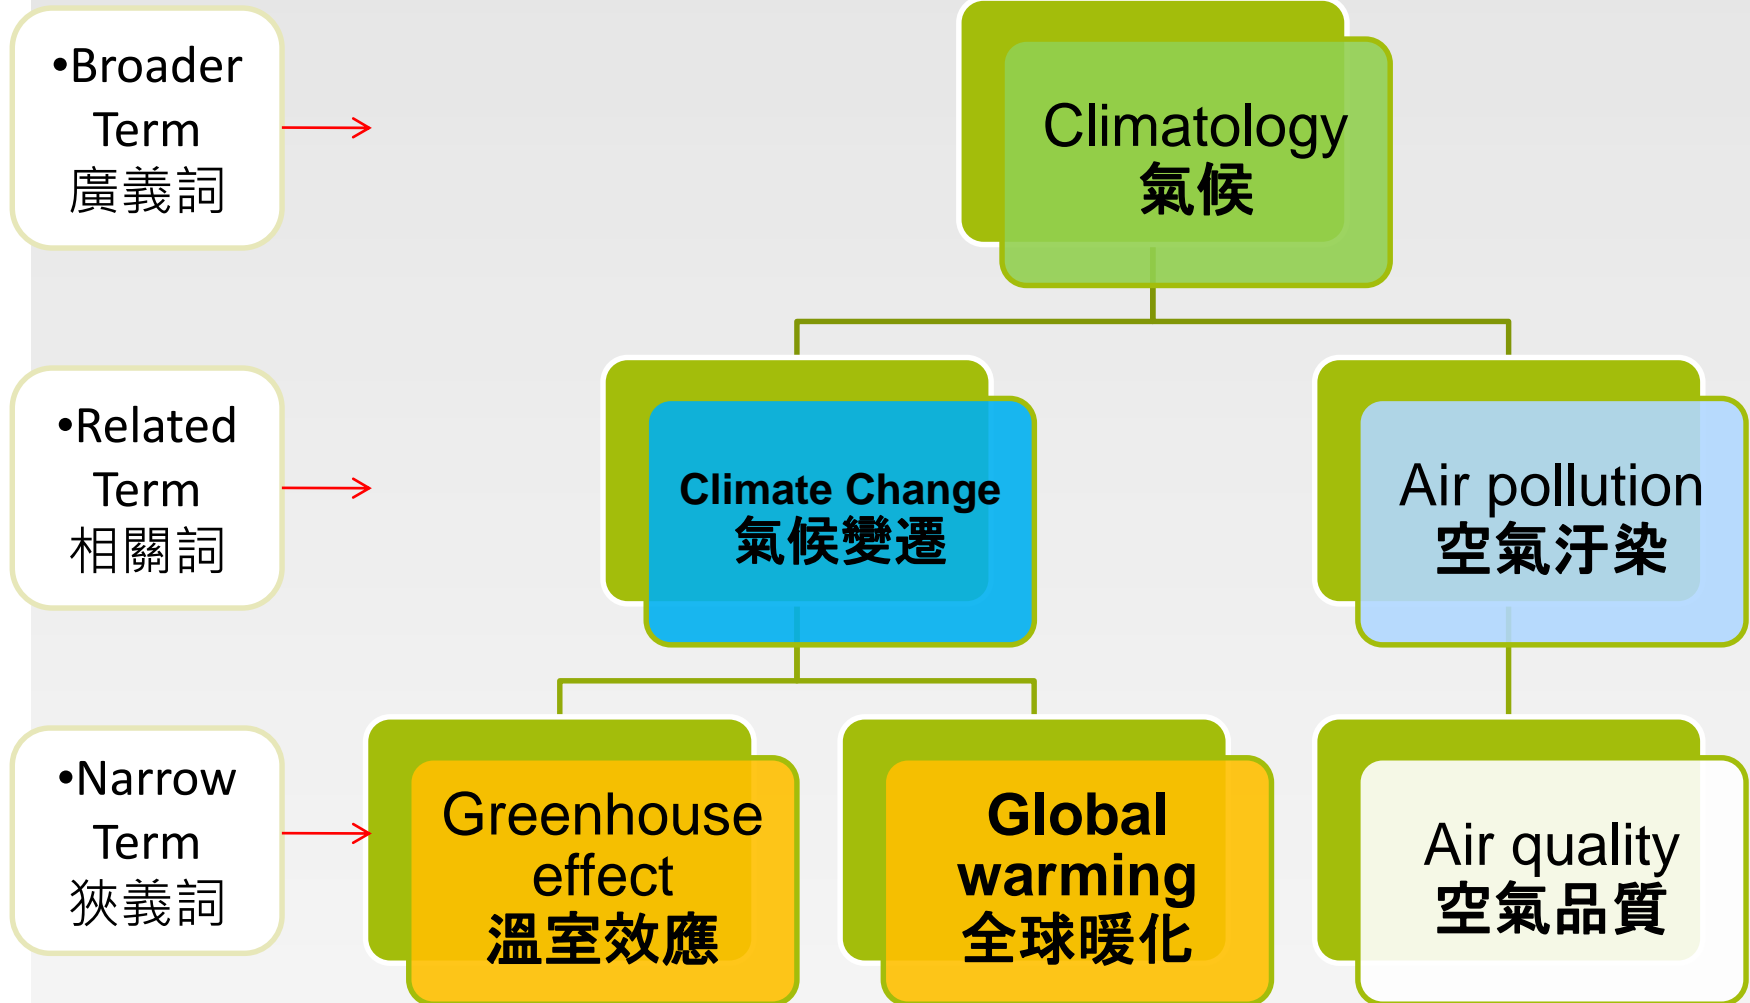 •Broader
Term
廣義詞
Climatology
氣候
•Related
Term
相關詞
Climate Change
氣候變遷
Air pollution
空氣汙染
•Narrow
Term
狹義詞
Greenhouse
effect
溫室效應
Global
warming
全球暖化
Air quality
空氣品質